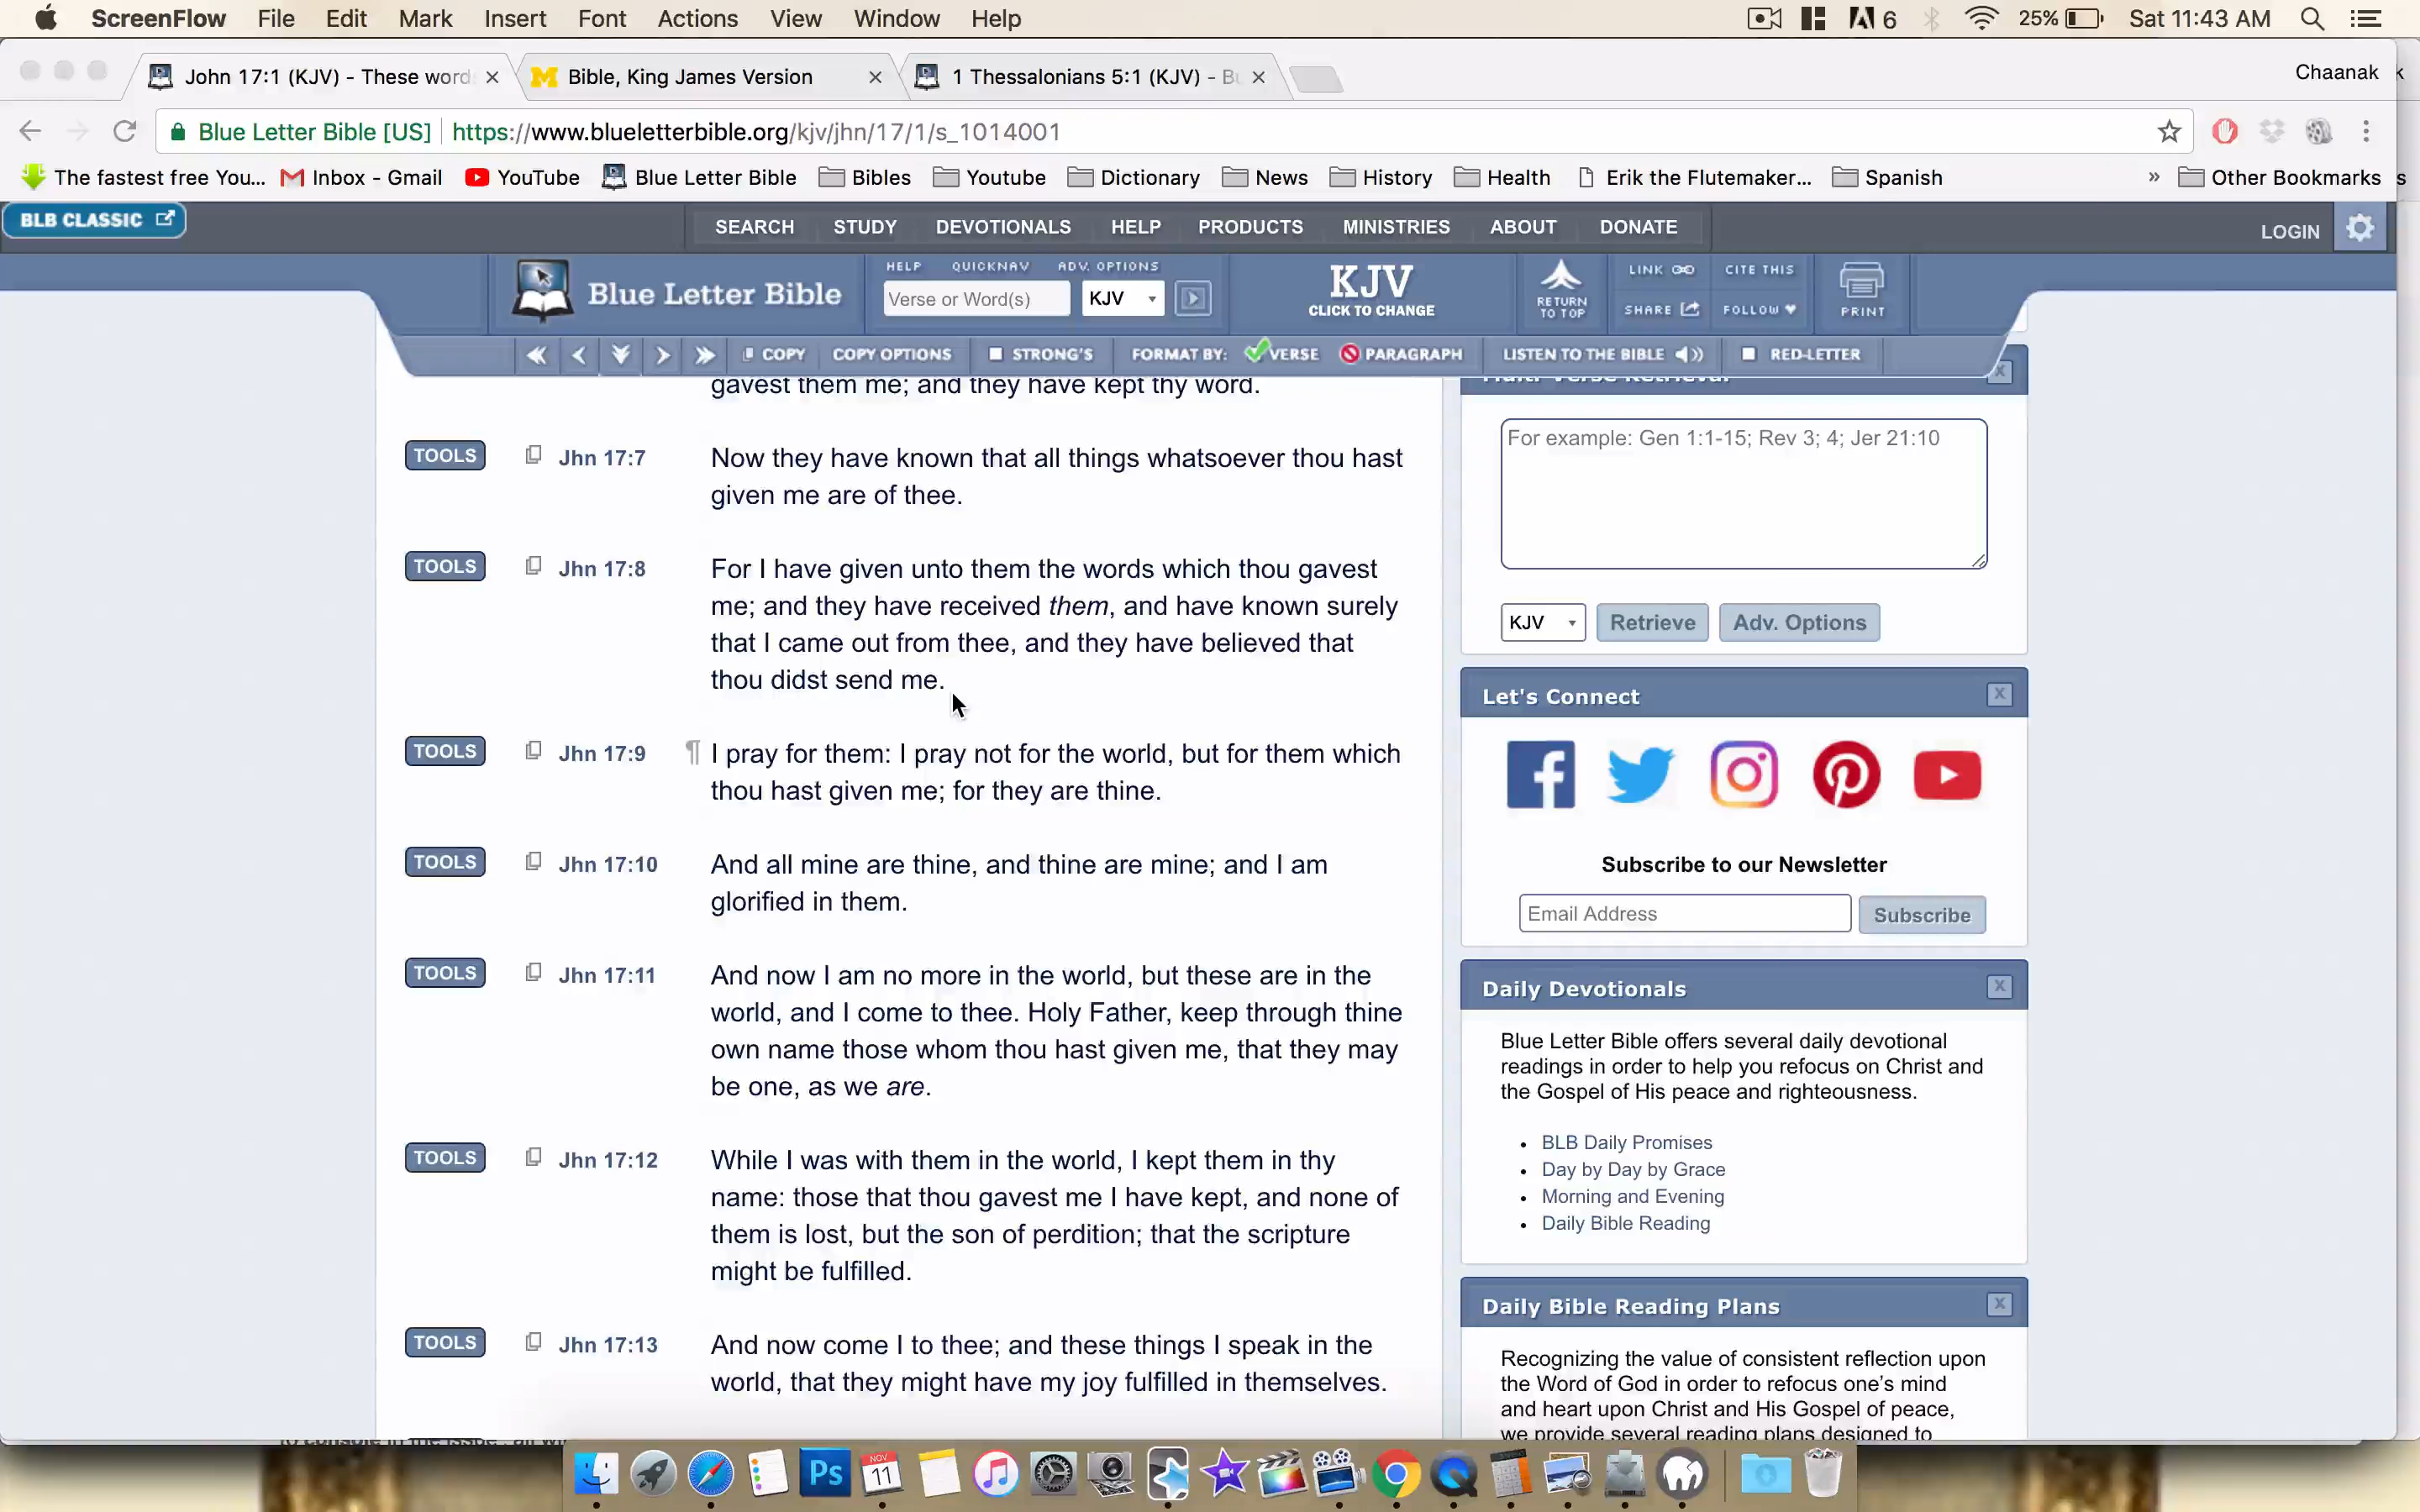 ScreenFlow File Edit Mark Insert Font Actions View Window Help 6 25% Sat 11:43 AM
John 17:1 (KJV) - These word Bible, King James Version 1 Thessalonians 5:1 (KJV) - Bu Chaanak
Blue Letter Bible [US] https://www.blueletterbible.org/kjv/jhn/17/1/s_1014001
The fastest free You... Inbox - Gmail YouTube Blue Letter Bible Bibles Youtube Dictionary News History Health Erik the Flutemaker... Spanish » Other Bookmarks
BLB CLASSIC SEARCH STUDY DEVOTIONALS HELP PRODUCTS MINISTRIES ABOUT DONATE LOGIN
HELP QUICKNAV ADV. OPTIONS
Blue Letter Bible Verse or Word(s) KJV
KJV
CLICK TO CHANGE
RETURN
TO TOP
LINK CITE THIS
SHARE FOLLOW
PRINT
COPY COPY OPTIONS STRONG'S FORMAT BY: VERSE PARAGRAPH LISTEN TO THE BIBLE RED-LETTER
gavest them me; and they have kept thy word.
TOOLS Jhn 17:7 Now they have known that all things whatsoever thou hast
given me are of thee.
TOOLS Jhn 17:8 For I have given unto them the words which thou gavest
me; and they have received them, and have known surely
that I came out from thee, and they have believed that
thou didst send me.
TOOLS Jhn 17:9 ¶ I pray for them: I pray not for the world, but for them which
thou hast given me; for they are thine.
TOOLS Jhn 17:10 And all mine are thine, and thine are mine; and I am
glorified in them.
TOOLS Jhn 17:11 And now I am no more in the world, but these are in the
world, and I come to thee. Holy Father, keep through thine
own name those whom thou hast given me, that they may
be one, as we are.
TOOLS Jhn 17:12 While I was with them in the world, I kept them in thy
name: those that thou gavest me I have kept, and none of
them is lost, but the son of perdition; that the scripture
might be fulfilled.
TOOLS Jhn 17:13 And now come I to thee; and these things I speak in the
world, that they might have my joy fulfilled in themselves.
Multi-Verse Retrieval
For example: Gen 1:1-15; Rev 3; 4; Jer 21:10
KJV Retrieve Adv. Options
Let's Connect
Subscribe to our Newsletter
Email Address Subscribe
Daily Devotionals
Blue Letter Bible offers several daily devotional
readings in order to help you refocus on Christ and
the Gospel of His peace and righteousness.
• BLB Daily Promises
• Day by Day by Grace
• Morning and Evening
• Daily Bible Reading
Daily Bible Reading Plans
Recognizing the value of consistent reflection upon
the Word of God in order to refocus one's mind
and heart upon Christ and His Gospel of peace,
we provide several reading plans designed to
Ps NOV
11